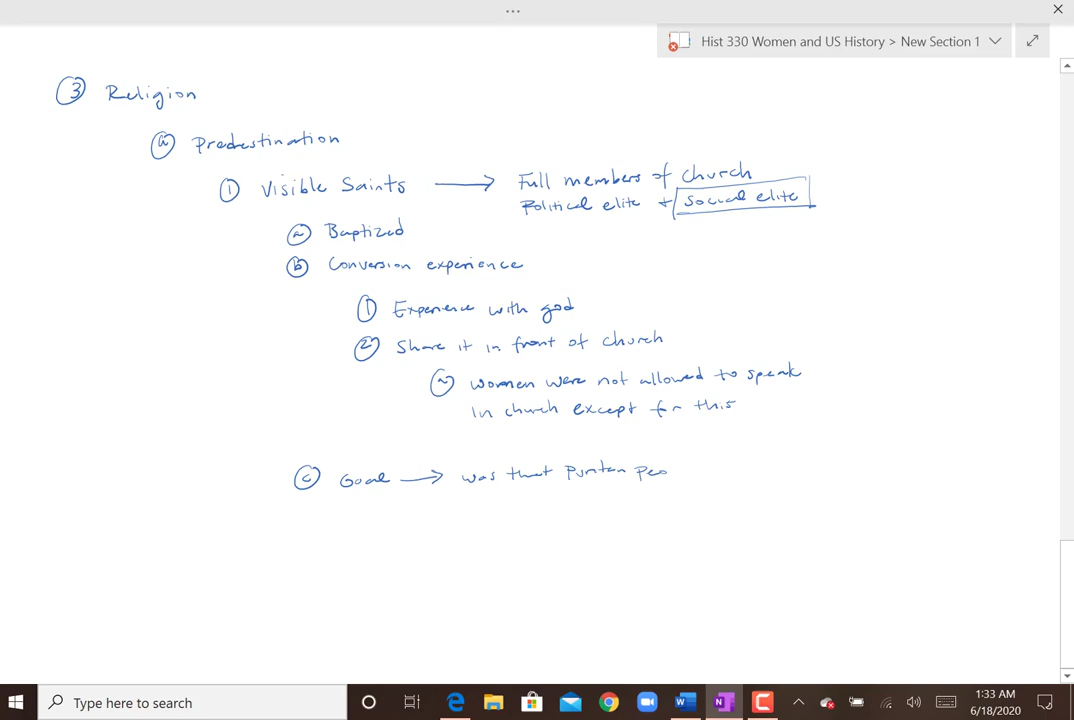 ...
Hist 330 Women and US History > New Section 1
③ Religion
ⓐ Predestination
① Visible Saints → Full members of church
Political elite + social elite
ⓐ Baptized
ⓑ Conversion experience
① Experience with god
② Share it in front of church
ⓐ women were not allowed to speak
in church except for this
ⓒ Goal → was that Puritan Peo
Type here to search
1:33 AM
6/18/2020